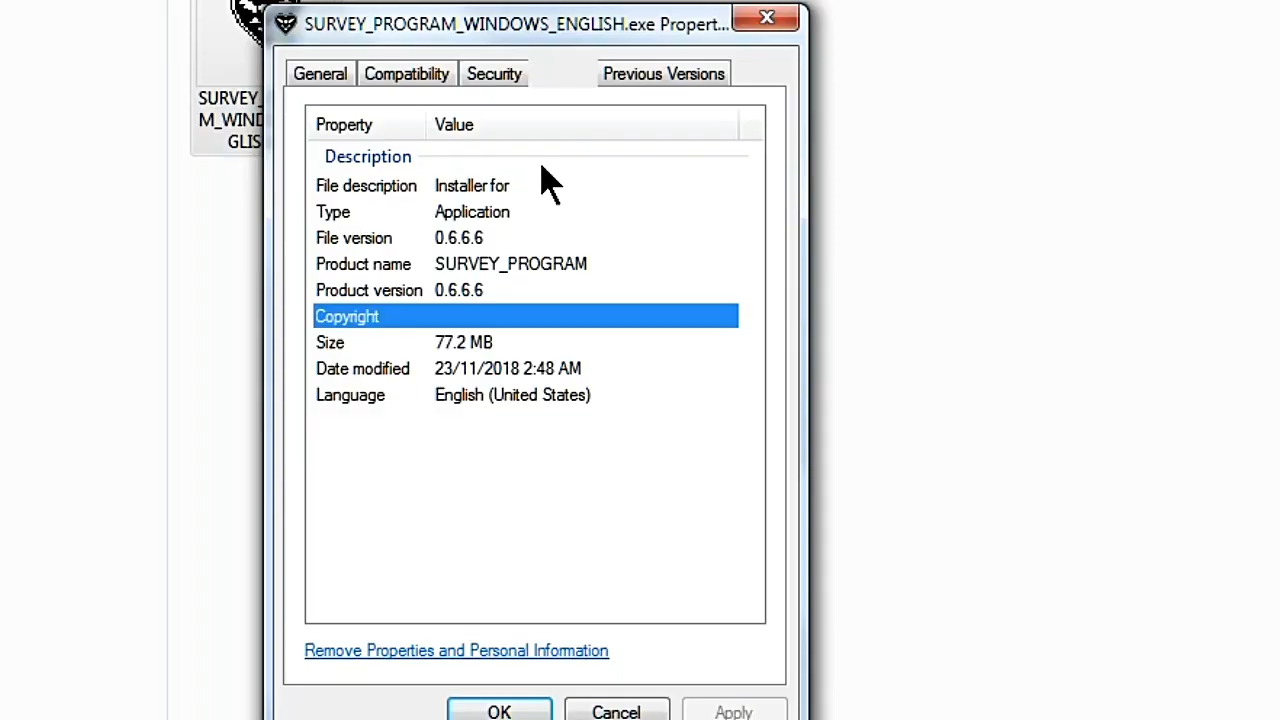 SURVEY_PROGRAM_WINDOWS_ENGLISH.exe Propert...
SURVEY_
M_WIND
GLIS
General
Compatibility
Security
Previous Versions
Property Value
Description
File description Installer for
Type Application
File version 0.6.6.6
Product name SURVEY_PROGRAM
Product version 0.6.6.6
Copyright
Size 77.2 MB
Date modified 23/11/2018 2:48 AM
Language English (United States)
Remove Properties and Personal Information
OK
Cancel
Apply